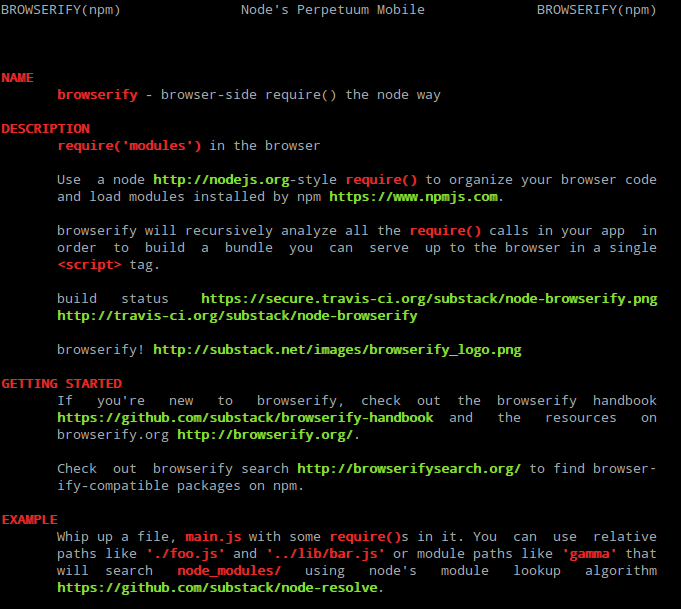 BROWSERIFY(npm) Node's Perpetuum Mobile BROWSERIFY(npm)
NAME
browserify - browser-side require() the node way
DESCRIPTION
require('modules') in the browser
Use a node http://nodejs.org-style require() to organize your browser code
and load modules installed by npm https://www.npmjs.com.
browserify will recursively analyze all the require() calls in your app in
order to build a bundle you can serve up to the browser in a single
<script> tag.
build status https://secure.travis-ci.org/substack/node-browserify.png
http://travis-ci.org/substack/node-browserify
browserify! http://substack.net/images/browserify_logo.png
GETTING STARTED
If you're new to browserify, check out the browserify handbook
https://github.com/substack/browserify-handbook and the resources on
browserify.org http://browserify.org/.
Check out browserify search http://browserifysearch.org/ to find browser-
ify-compatible packages on npm.
EXAMPLE
Whip up a file, main.js with some require()s in it. You can use relative
paths like './foo.js' and '../lib/bar.js' or module paths like 'gamma' that
will search node_modules/ using node's module lookup algorithm
https://github.com/substack/node-resolve.